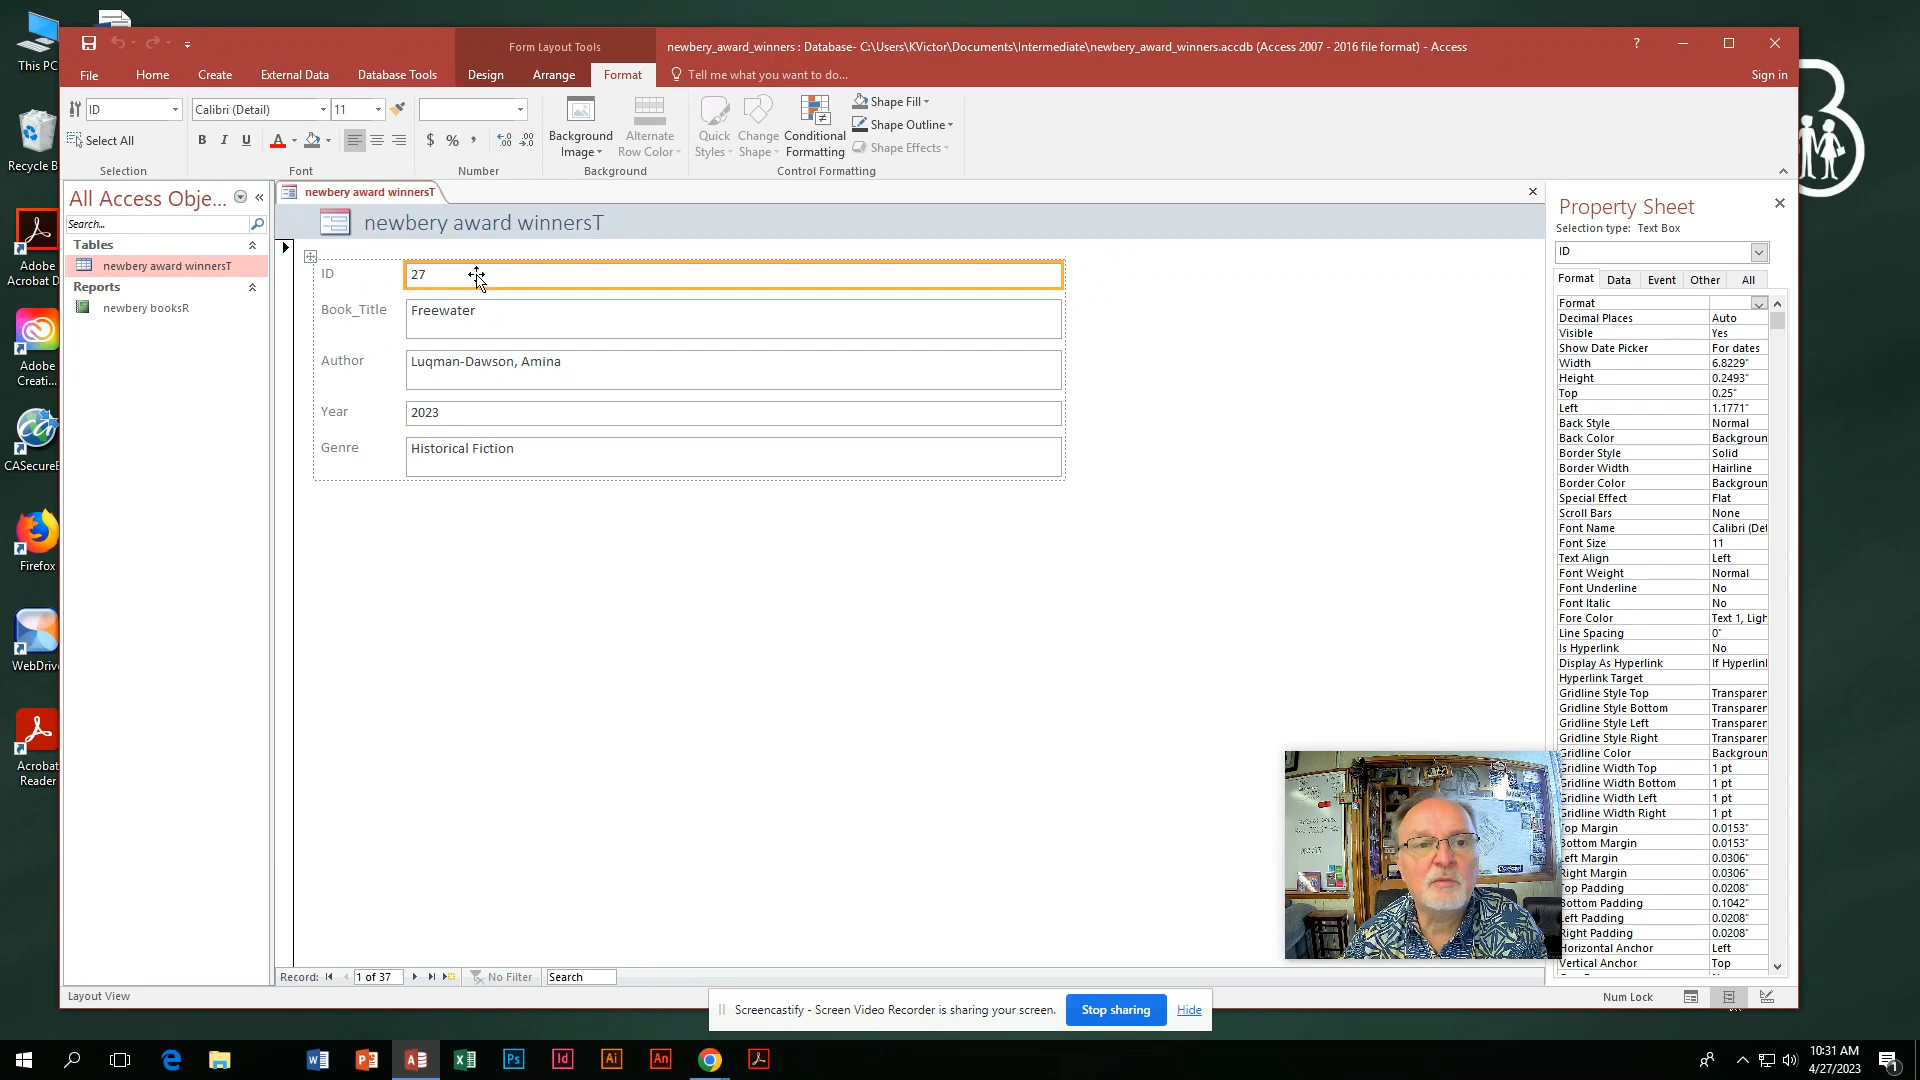 This PC
Recycle B
Adobe
Acrobat D
Adobe
Creati...
CASecureB
Firefox
WebDriv
Acrobat
Reader
Form Layout Tools
newbery_award_winners : Database- C:\Users\KVictor\Documents\Intermediate\newbery_award_winners.accdb (Access 2007 - 2016 file format) - Access
?
File Home Create External Data Database Tools Design Arrange Format Tell me what you want to do... Sign in
ID
Select All
Selection
Calibri (Detail) 11
B I U A
Font
$ % ,
Number
Background
Image
Alternate
Row Color
Background
Quick
Styles
Change
Shape
Conditional
Formatting
Shape Fill
Shape Outline
Shape Effects
Control Formatting
All Access Obje...
Search...
Tables
newbery award winnersT
Reports
newbery booksR
newbery award winnersT
newbery award winnersT
ID 27
Book_Title Freewater
Author Luqman-Dawson, Amina
Year 2023
Genre Historical Fiction
Property Sheet
Selection type: Text Box
ID
Format Data Event Other All
Format
Decimal Places Auto
Visible Yes
Show Date Picker For dates
Width 6.8229"
Height 0.2493"
Top 0.25"
Left 1.1771"
Back Style Normal
Back Color Backgroun
Border Style Solid
Border Width Hairline
Border Color Backgroun
Special Effect Flat
Scroll Bars None
Font Name Calibri (Det
Font Size 11
Text Align Left
Font Weight Normal
Font Underline No
Font Italic No
Fore Color Text 1, Ligh
Line Spacing 0"
Is Hyperlink No
Display As Hyperlink If Hyperlinl
Hyperlink Target
Gridline Style Top Transparer
Gridline Style Bottom Transparer
Gridline Style Left Transparer
Gridline Style Right Transparer
Gridline Color Backgroun
Gridline Width Top 1 pt
Gridline Width Bottom 1 pt
Gridline Width Left 1 pt
Gridline Width Right 1 pt
Top Margin 0.0153"
Bottom Margin 0.0153"
Left Margin 0.0306"
Right Margin 0.0306"
Top Padding 0.0208"
Bottom Padding 0.1042"
Left Padding 0.0208"
Right Padding 0.0208"
Horizontal Anchor Left
Vertical Anchor Top
Record: 1 of 37 No Filter Search
Layout View
Num Lock
Screencastify - Screen Video Recorder is sharing your screen. Stop sharing Hide
10:31 AM
4/27/2023
1